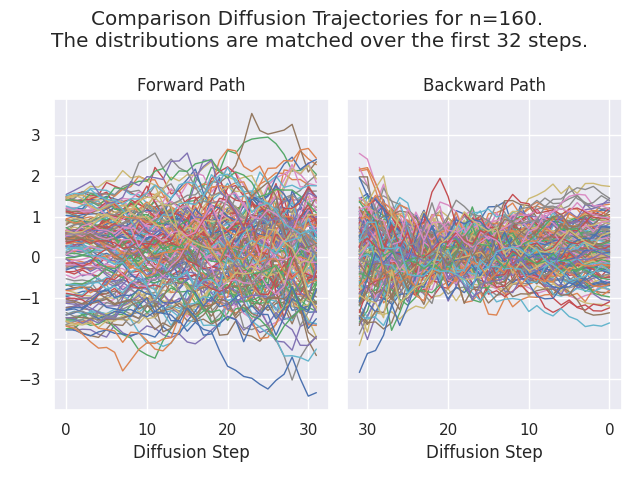 Comparison Diffusion Trajectories for n=160.
The distributions are matched over the first 32 steps.
Forward Path
Backward Path
3
2
1
0
−1
−2
−3
0 10 20 30
30 20 10 0
Diffusion Step
Diffusion Step